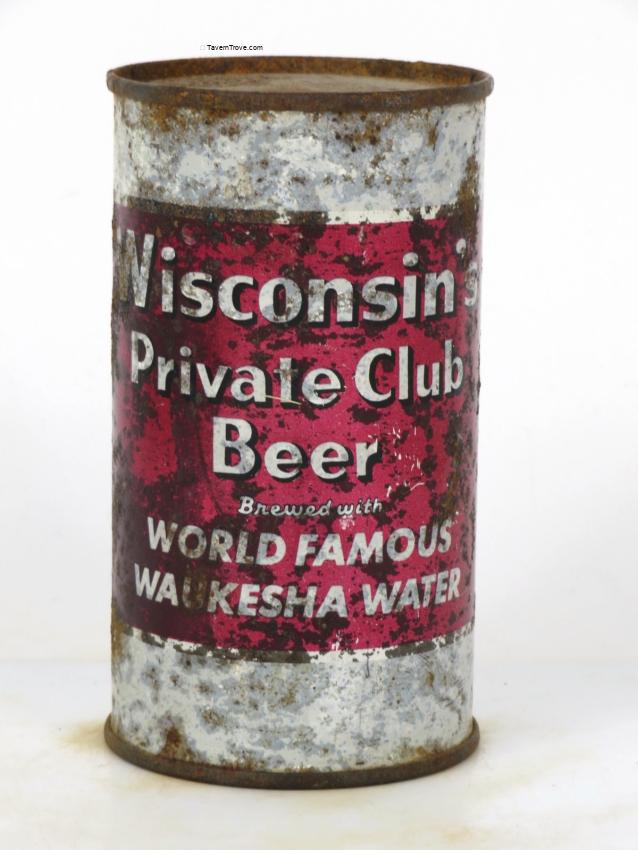 TavernTrove.com
Wisconsin's
Private Club
Beer
Brewed with
WORLD FAMOUS
WAUKESHA WATER